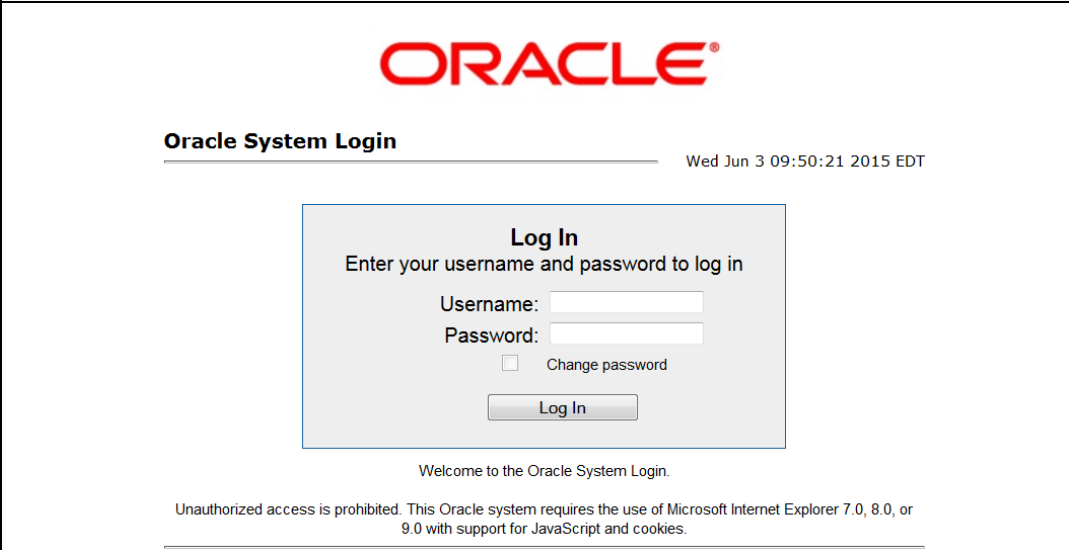 ORACLE®
Oracle System Login
Wed Jun 3 09:50:21 2015 EDT
Log In
Enter your username and password to log in
Username:
Password:
Change password
Log In
Welcome to the Oracle System Login.
Unauthorized access is prohibited. This Oracle system requires the use of Microsoft Internet Explorer 7.0, 8.0, or
9.0 with support for JavaScript and cookies.